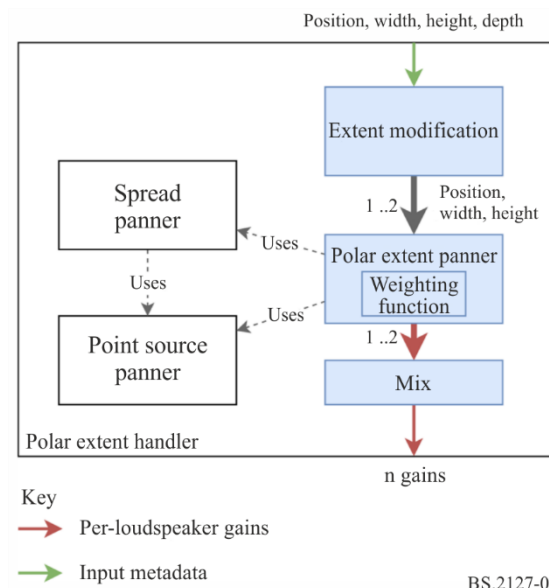 Position, width, height, depth
Extent modification
Spread
panner
1 ..2
Position,
width, height
Uses
Polar extent panner
Uses
Weighting
function
Uses
Point source
panner
1 ..2
Mix
Polar extent handler
n gains
Key
Per-loudspeaker gains
Input metadata
BS.2127-0